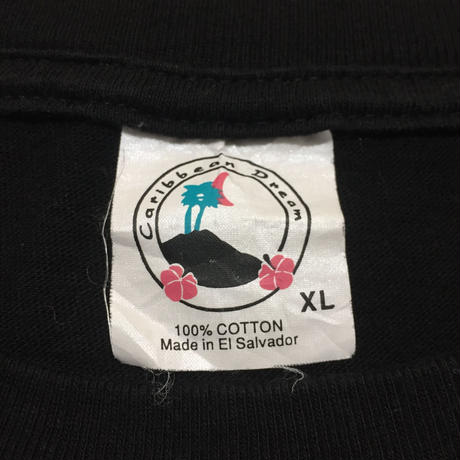 Caribbean Dream
XL
100% COTTON
Made in El Salvador